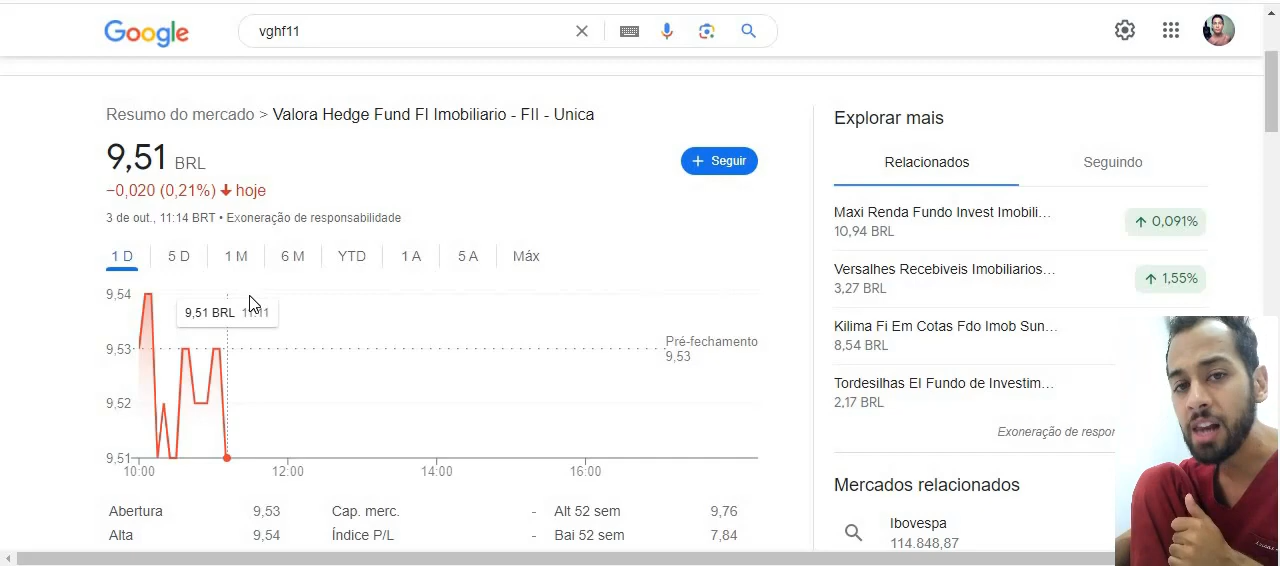 Google
vghf11
Resumo do mercado > Valora Hedge Fund FI Imobiliario - FII - Unica
9,51 BRL
−0,020 (0,21%) ↓ hoje
3 de out., 11:14 BRT • Exoneração de responsabilidade
+ Seguir
1 D 5 D 1 M 6 M YTD 1 A 5 A Máx
9,54
9,53
9,52
9,51
9,51 BRL
Pré-fechamento
9,53
10:00 12:00 14:00 16:00
Abertura 9,53 Cap. merc. - Alt 52 sem 9,76
Alta 9,54 Índice P/L - Bai 52 sem 7,84
Explorar mais
Relacionados Seguindo
Maxi Renda Fundo Invest Imobili...
10,94 BRL
↑ 0,091%
Versalhes Recebiveis Imobiliarios...
3,27 BRL
↑ 1,55%
Kilima Fi Em Cotas Fdo Imob Sun...
8,54 BRL
Tordesilhas EI Fundo de Investim...
2,17 BRL
Exoneração de respor
Mercados relacionados
Ibovespa
114.848,87